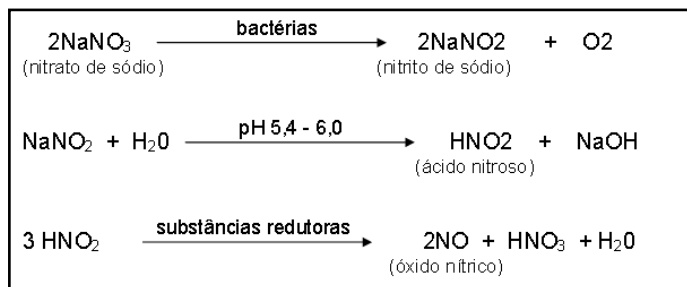 bactérias
2NaNO₃ 2NaNO2 + O2
(nitrato de sódio) (nitrito de sódio)
pH 5,4 - 6,0
NaNO₂ + H₂0 HNO2 + NaOH
(ácido nitroso)
substâncias redutoras
3 HNO₂ 2NO + HNO₃ + H₂0
(óxido nítrico)